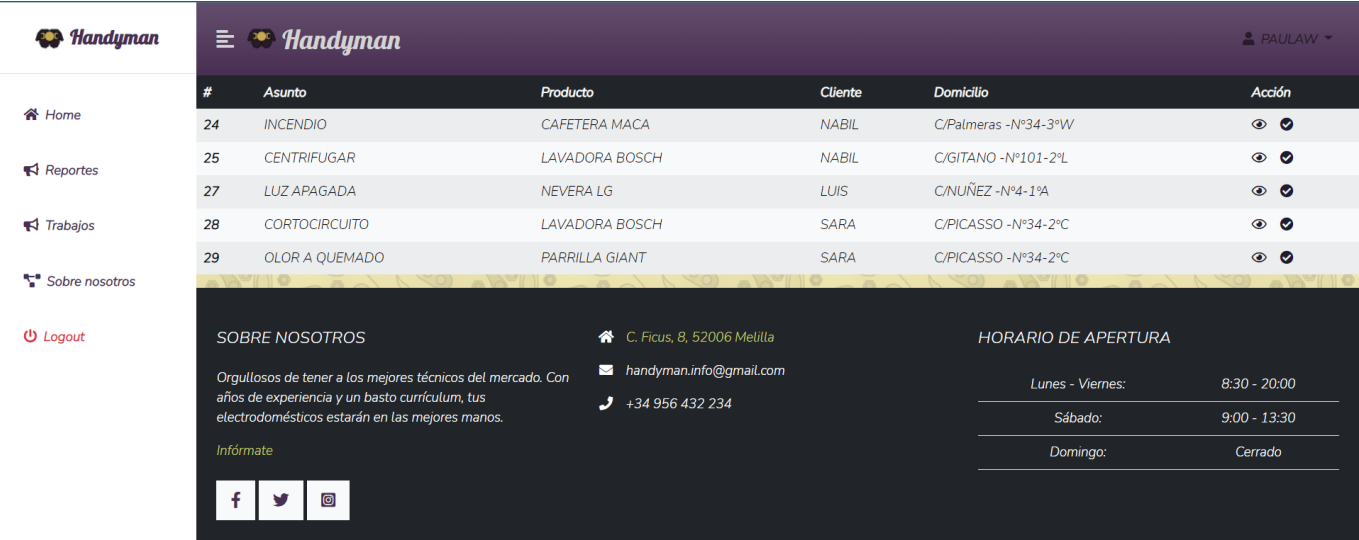 Handyman
Handyman
PAULAW
Home
Reportes
Trabajos
Sobre nosotros
Logout
# Asunto Producto Cliente Domicilio Acción
24 INCENDIO CAFETERA MACA NABIL C/Palmeras -Nº34-3ºW
25 CENTRIFUGAR LAVADORA BOSCH NABIL C/GITANO -Nº101-2ºL
27 LUZ APAGADA NEVERA LG LUIS C/NUÑEZ -Nº4-1ºA
28 CORTOCIRCUITO LAVADORA BOSCH SARA C/PICASSO -Nº34-2ºC
29 OLOR A QUEMADO PARRILLA GIANT SARA C/PICASSO -Nº34-2ºC
SOBRE NOSOTROS
Orgullosos de tener a los mejores técnicos del mercado. Con
años de experiencia y un basto currículum, tus
electrodomésticos estarán en las mejores manos.
Infórmate
C. Ficus, 8, 52006 Melilla
handyman.info@gmail.com
+34 956 432 234
HORARIO DE APERTURA
Lunes - Viernes: 8:30 - 20:00
Sábado: 9:00 - 13:30
Domingo: Cerrado